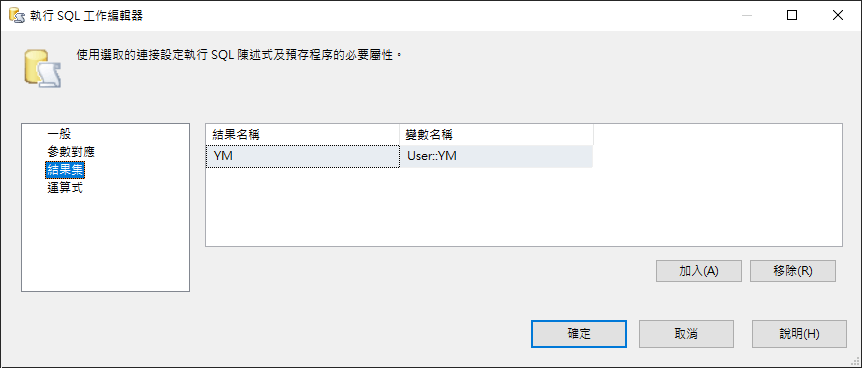 執行 SQL 工作編輯器
使用選取的連接設定執行 SQL 陳述式及預存程序的必要屬性。
一般
參數對應
結果集
運算式
結果名稱 變數名稱
YM User::YM
加入(A) 移除(R)
確定 取消 說明(H)